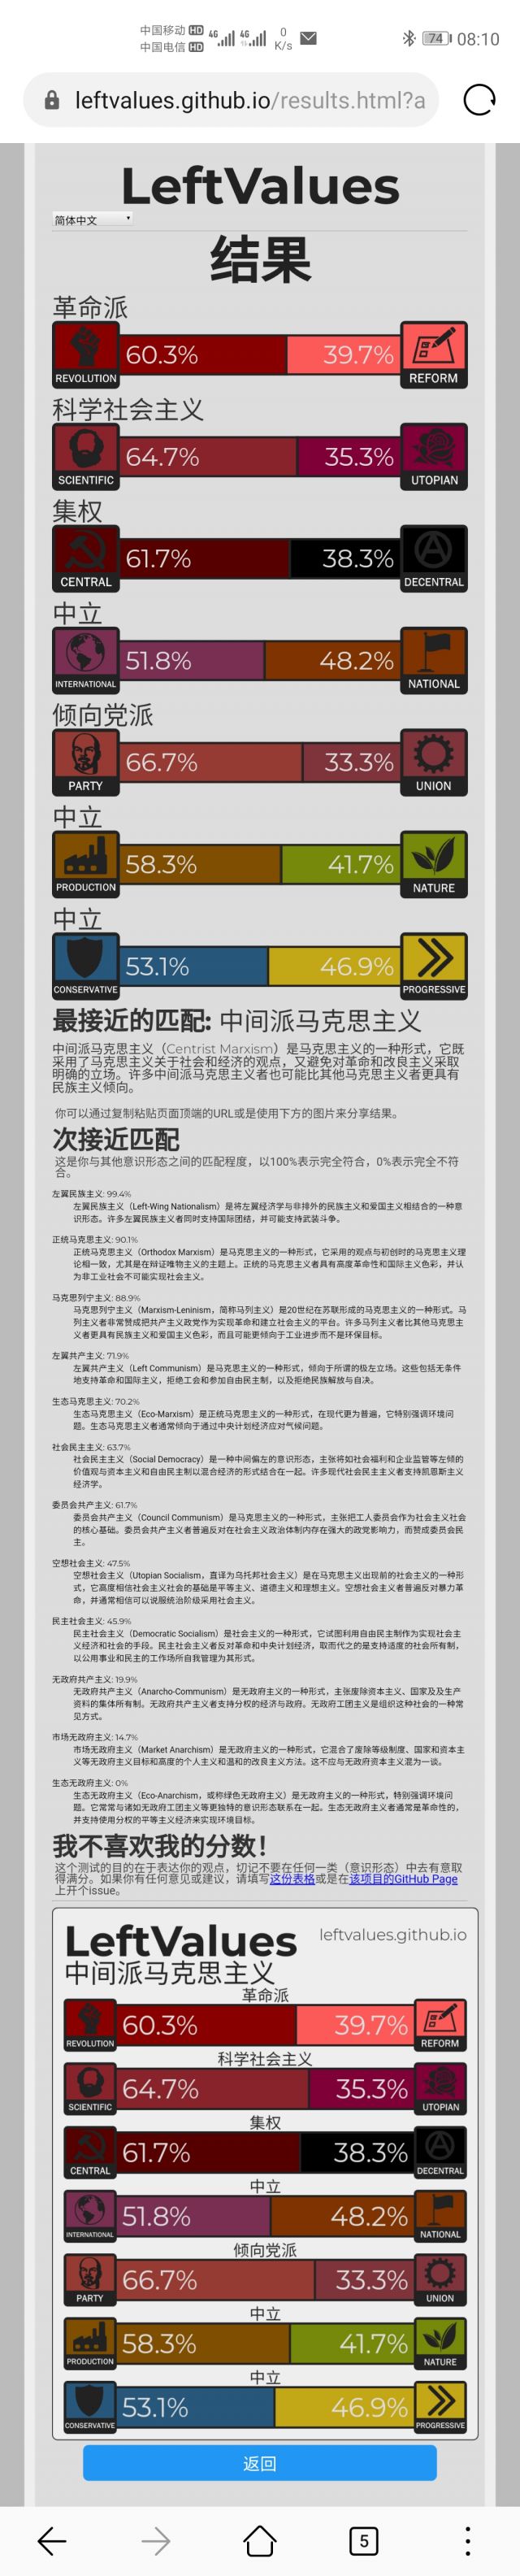 中国移动 HD 4G 4G 0
中国电信 HD K/s 74 08:10
leftvalues.github.io/results.html?a
LeftValues
简体中文
结果
革命派
60.3% 39.7%
REVOLUTION REFORM
科学社会主义
64.7% 35.3%
SCIENTIFIC UTOPIAN
集权
61.7% 38.3%
CENTRAL DECENTRAL
中立
51.8% 48.2%
INTERNATIONAL NATIONAL
倾向党派
66.7% 33.3%
PARTY UNION
中立
58.3% 41.7%
PRODUCTION NATURE
中立
53.1% 46.9%
CONSERVATIVE PROGRESSIVE
最接近的匹配: 中间派马克思主义
中间派马克思主义（Centrist Marxism）是马克思主义的一种形式，它既
采用了马克思主义关于社会和经济的观点，又避免对革命和改良主义采取
明确的立场。许多中间派马克思主义者也可能比其他马克思主义者更具有
民族主义倾向。
你可以通过复制粘贴页面顶端的URL或是使用下方的图片来分享结果。
次接近匹配
这是你与其他意识形态之间的匹配程度，以100%表示完全符合，0%表示完全不符
合。
左翼民族主义: 99.4%
左翼民族主义（Left-Wing Nationalism）是将左翼经济学与非排外的民族主义和爱国主义相结合的一种意
识形态。许多左翼民族主义者同时支持国际团结，并可能支持武装斗争。
正统马克思主义: 90.1%
正统马克思主义（Orthodox Marxism）是马克思主义的一种形式，它采用的观点与初创时的马克思主义理
论相一致，尤其是在辩证唯物主义的主题上。正统的马克思主义者具有高度革命性和国际主义色彩，并认
为非工业社会不可能实现社会主义。
马克思列宁主义: 88.9%
马克思列宁主义（Marxism-Leninism，简称马列主义）是20世纪在苏联形成的马克思主义的一种形式。马
列主义者非常赞成把共产主义政党作为实现革命和建立社会主义的平台。许多马列主义者比其他马克思主
义者更具有民族主义和爱国主义色彩，而且可能更倾向于工业进步而不是环保目标。
左翼共产主义: 71.9%
左翼共产主义（Left Communism）是马克思主义的一种形式，倾向于所谓的极左立场。这些包括无条件
地支持革命和国际主义，拒绝工会和参加自由民主制，以及拒绝民族解放与自决。
生态马克思主义: 70.2%
生态马克思主义（Eco-Marxism）是正统马克思主义的一种形式，在现代更为普遍，它特别强调环境问
题。生态马克思主义者通常倾向于通过中央计划经济应对气候问题。
社会民主主义: 63.7%
社会民主主义（Social Democracy）是一种中间偏左的意识形态，主张将如社会福利和企业监管等左倾的
价值观与资本主义和自由民主制以混合经济的形式结合在一起。许多现代社会民主主义者支持凯恩斯主义
经济学。
委员会共产主义: 61.7%
委员会共产主义（Council Communism）是马克思主义的一种形式，主张把工人委员会作为社会主义社会
的核心基础。委员会共产主义者普遍反对在社会主义政治体制内存在强大的政党影响力，而赞成委员会民
主。
空想社会主义: 47.5%
空想社会主义（Utopian Socialism，直译为乌托邦社会主义）是在马克思主义出现前的社会主义的一种形
式，它高度相信社会主义社会的基础是平等主义、道德主义和理想主义。空想社会主义者普遍反对暴力革
命，并通常相信可以说服统治阶级采用社会主义。
民主社会主义: 45.9%
民主社会主义（Democratic Socialism）是社会主义的一种形式，它试图利用自由民主制作为实现社会主
义经济和社会的手段。民主社会主义者反对革命和中央计划经济，取而代之的是支持适度的社会所有制，
以公用事业和民主的工作场所自我管理为其形式。
无政府共产主义: 19.9%
无政府共产主义（Anarcho-Communism）是无政府主义的一种形式，主张废除资本主义、国家及及生产
资料的集体所有制。无政府共产主义者支持分权的经济与政府。无政府工团主义是组织这种社会的一种常
见方式。
市场无政府主义: 14.7%
市场无政府主义（Market Anarchism）是无政府主义的一种形式，它混合了废除等级制度、国家和资本主
义等无政府主义目标和高度的个人主义和温和的改良主义方法。这不应与无政府资本主义混为一谈。
生态无政府主义: 0%
生态无政府主义（Eco-Anarchism，或称绿色无政府主义）是无政府主义的一种形式，特别强调环境问
题。它常常与诸如无政府工团主义等更独特的意识形态联系在一起。生态无政府主义者通常是革命性的，
并支持使用分权的平等主义经济来实现环境目标。
我不喜欢我的分数！
这个测试的目的在于表达你的观点，切记不要在任何一类（意识形态）中去有意取
得满分。如果你有任何意见或建议，请填写这份表格或是在该项目的GitHub Page
上开个issue。
LeftValues leftvalues.github.io
中间派马克思主义
革命派
60.3% 39.7%
REVOLUTION REFORM
科学社会主义
64.7% 35.3%
SCIENTIFIC UTOPIAN
集权
61.7% 38.3%
CENTRAL DECENTRAL
中立
51.8% 48.2%
INTERNATIONAL NATIONAL
倾向党派
66.7% 33.3%
PARTY UNION
中立
58.3% 41.7%
PRODUCTION NATURE
中立
53.1% 46.9%
CONSERVATIVE PROGRESSIVE
返回
5